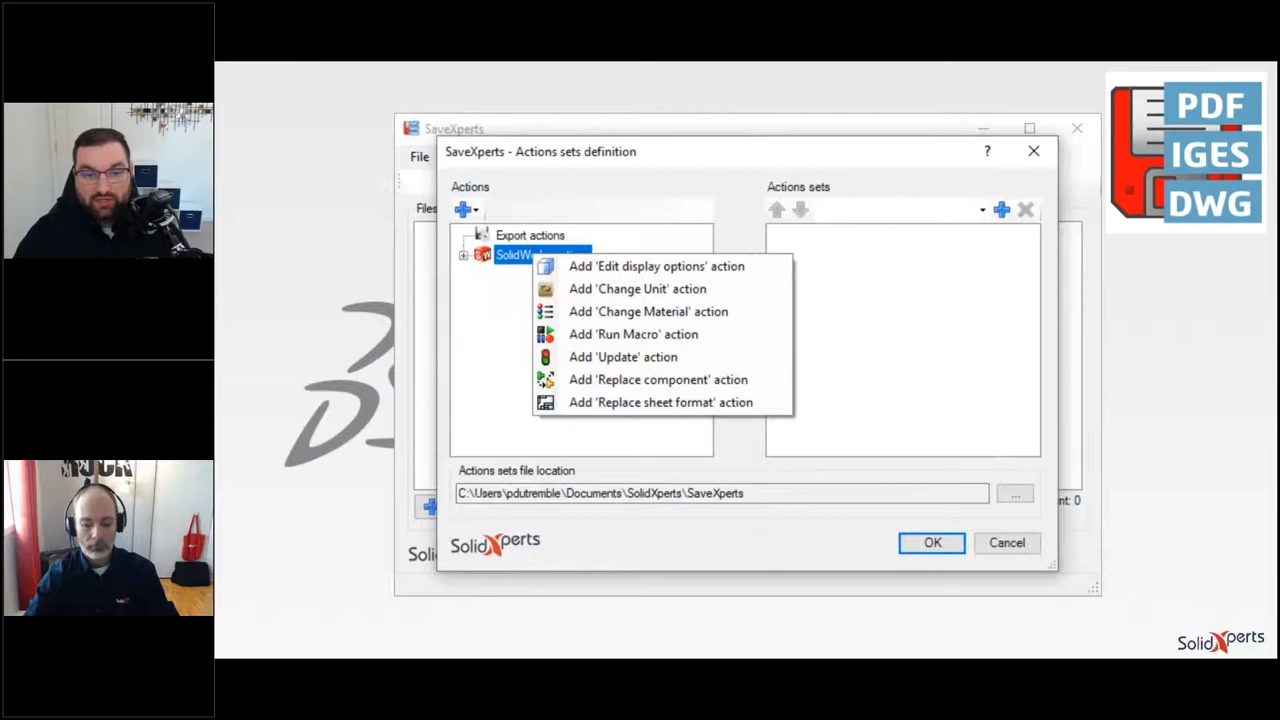 PDF
IGES
DWG
SaveXperts
File
SaveXperts - Actions sets definition
?
Actions
Actions sets
Files
Export actions
Add 'Edit display options' action
Add 'Change Unit' action
Add 'Change Material' action
Add 'Run Macro' action
Add 'Update' action
Add 'Replace component' action
Add 'Replace sheet format' action
Actions sets file location
C:\Users\pdutremble\Documents\SolidXperts\SaveXperts
...
nt: 0
SolidXperts
OK
Cancel
Soli
SolidXperts